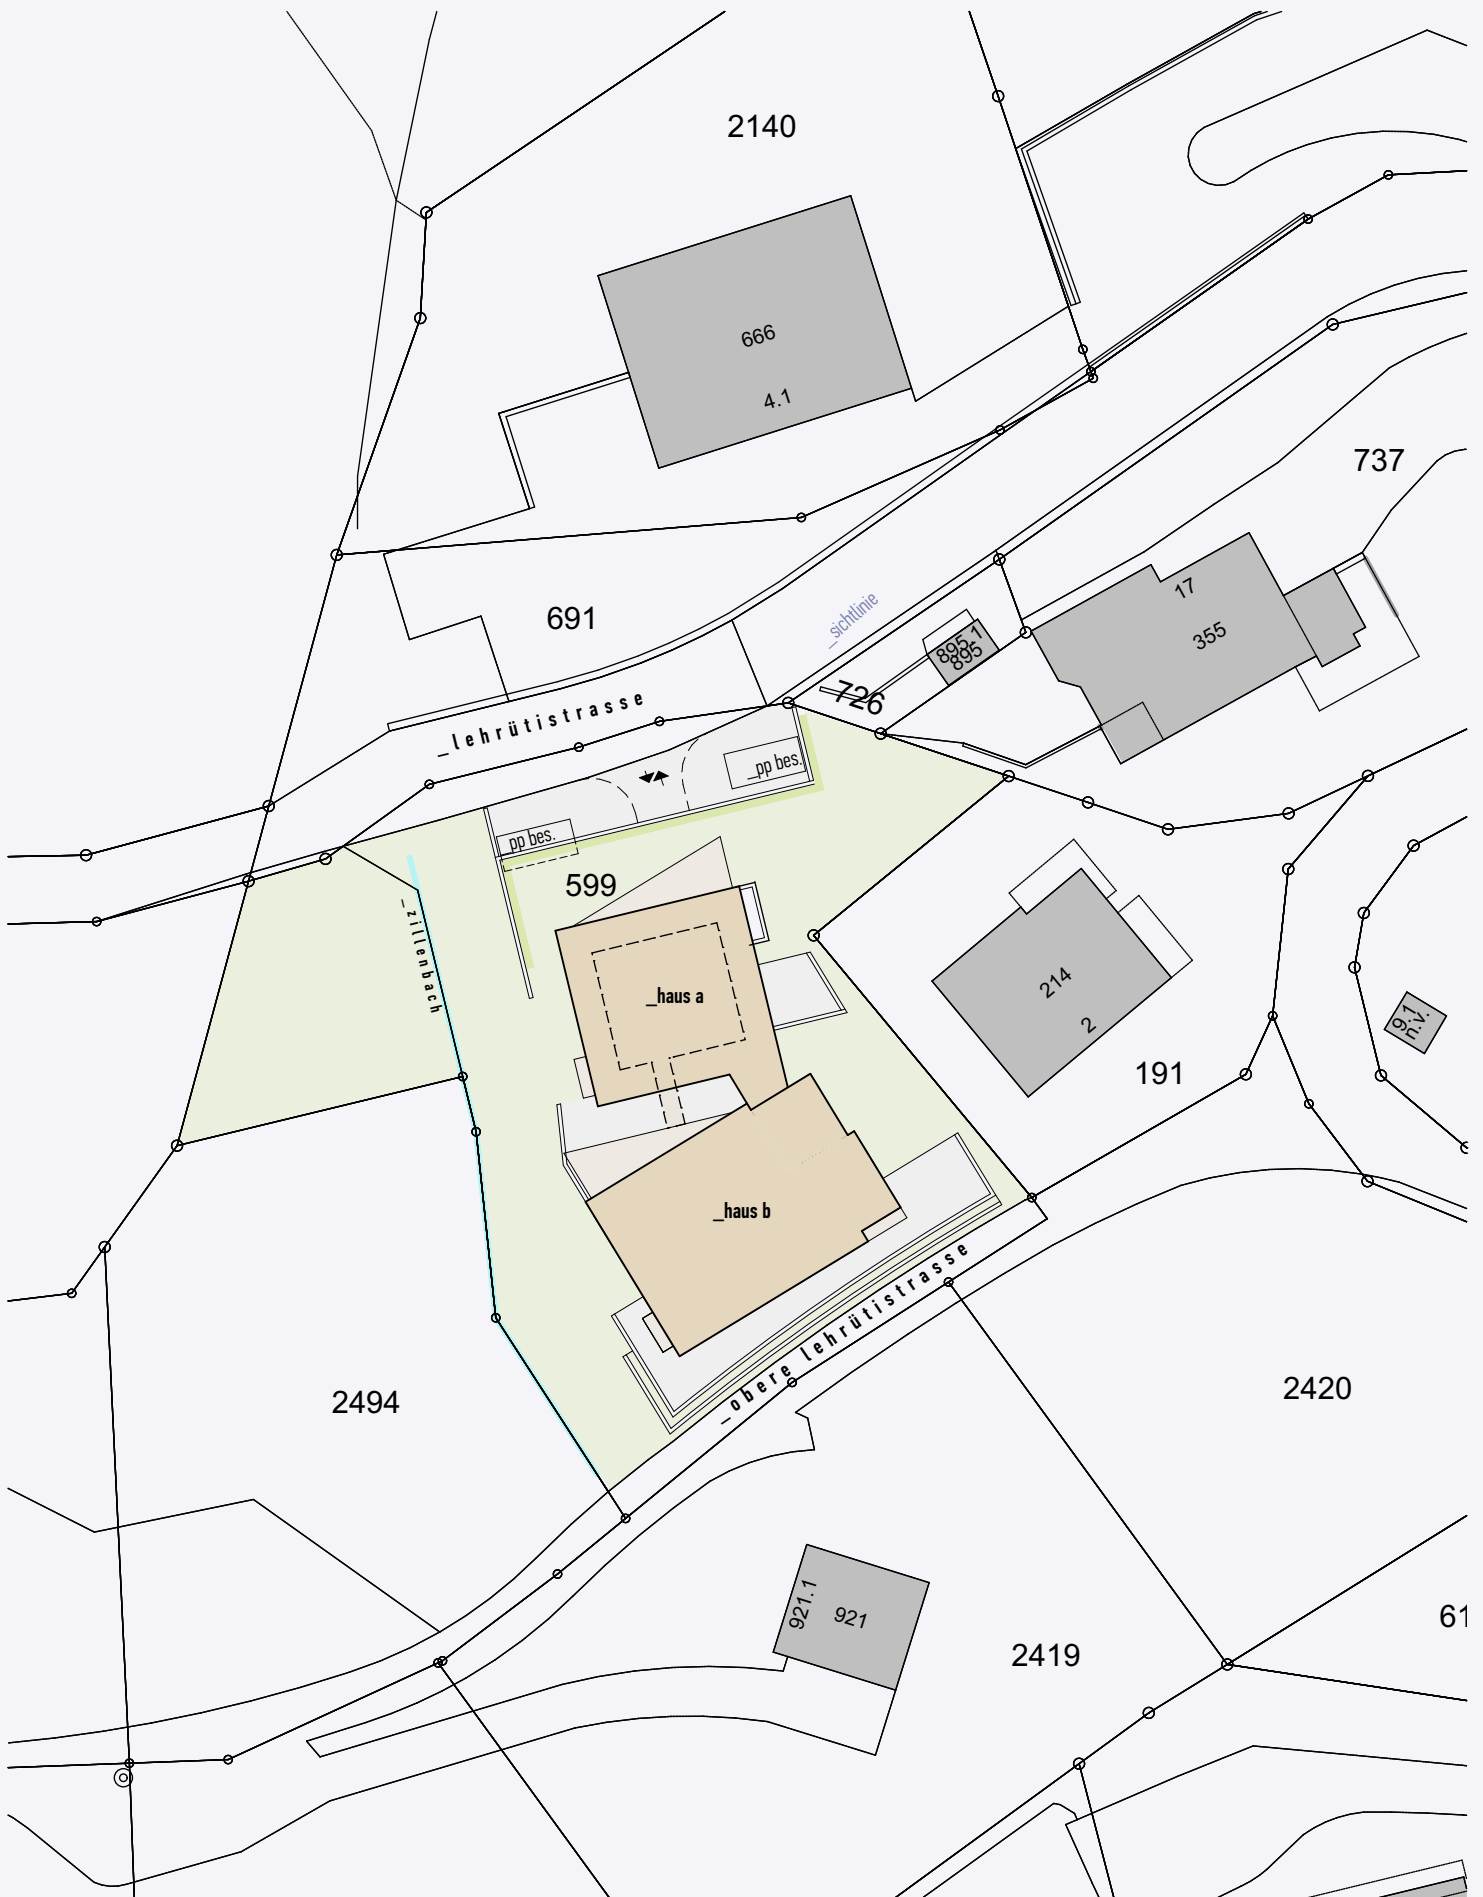 2140
666
4.1
737
17
355
691
_sichtlinie
895.1
895
726
_lehrütistrasse
_pp bes.
_pp bes.
599
_zillenbach
_haus a
214
2
9.1
n.v.
191
_haus b
_obere lehrütistrasse
2494
2420
921.1
921
2419
61